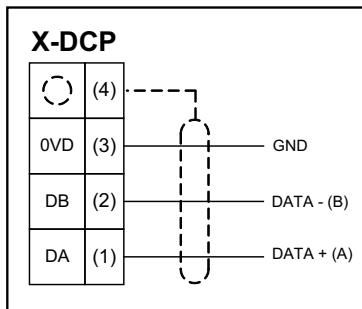 X-DCP
(4)
0VD (3) GND
DB (2) DATA - (B)
DA (1) DATA + (A)